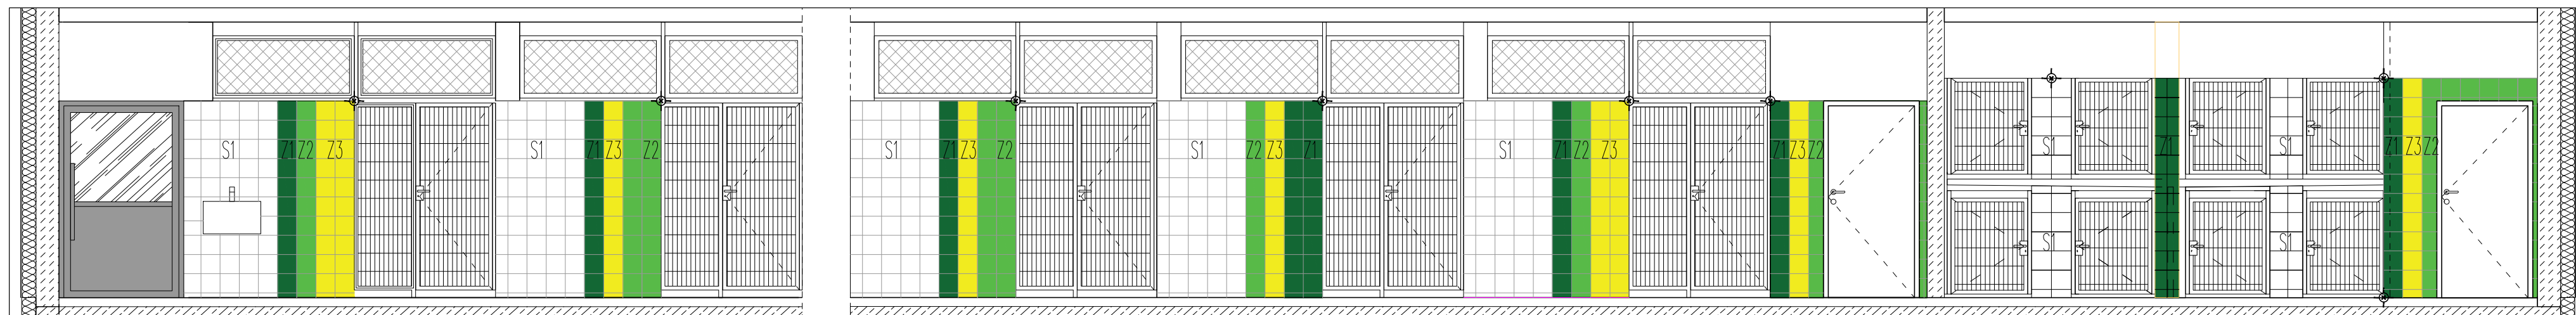 S1 Z1 Z2 Z3
S1 Z1 Z3 Z2
S1 Z1 Z3 Z2
S1 Z2 Z3 Z1
S1 Z1 Z2 Z3
Z1 Z3 Z2
S1 Z1 S1 Z1 Z3 Z2
S1 S1